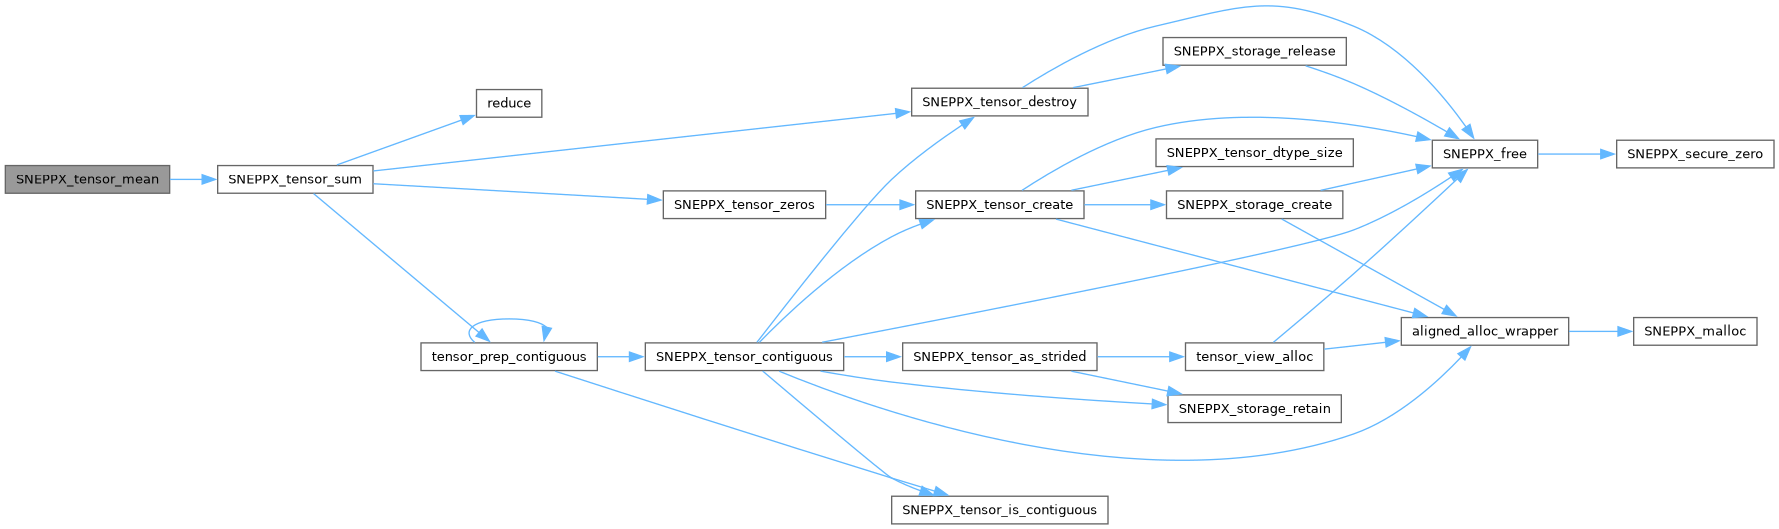 SNEPPX_tensor_mean
SNEPPX_tensor_sum
reduce
tensor_prep_contiguous
SNEPPX_tensor_zeros
SNEPPX_tensor_contiguous
SNEPPX_tensor_destroy
SNEPPX_tensor_create
SNEPPX_tensor_as_strided
SNEPPX_tensor_is_contiguous
SNEPPX_storage_release
SNEPPX_tensor_dtype_size
SNEPPX_storage_create
tensor_view_alloc
SNEPPX_storage_retain
SNEPPX_free
aligned_alloc_wrapper
SNEPPX_secure_zero
SNEPPX_malloc